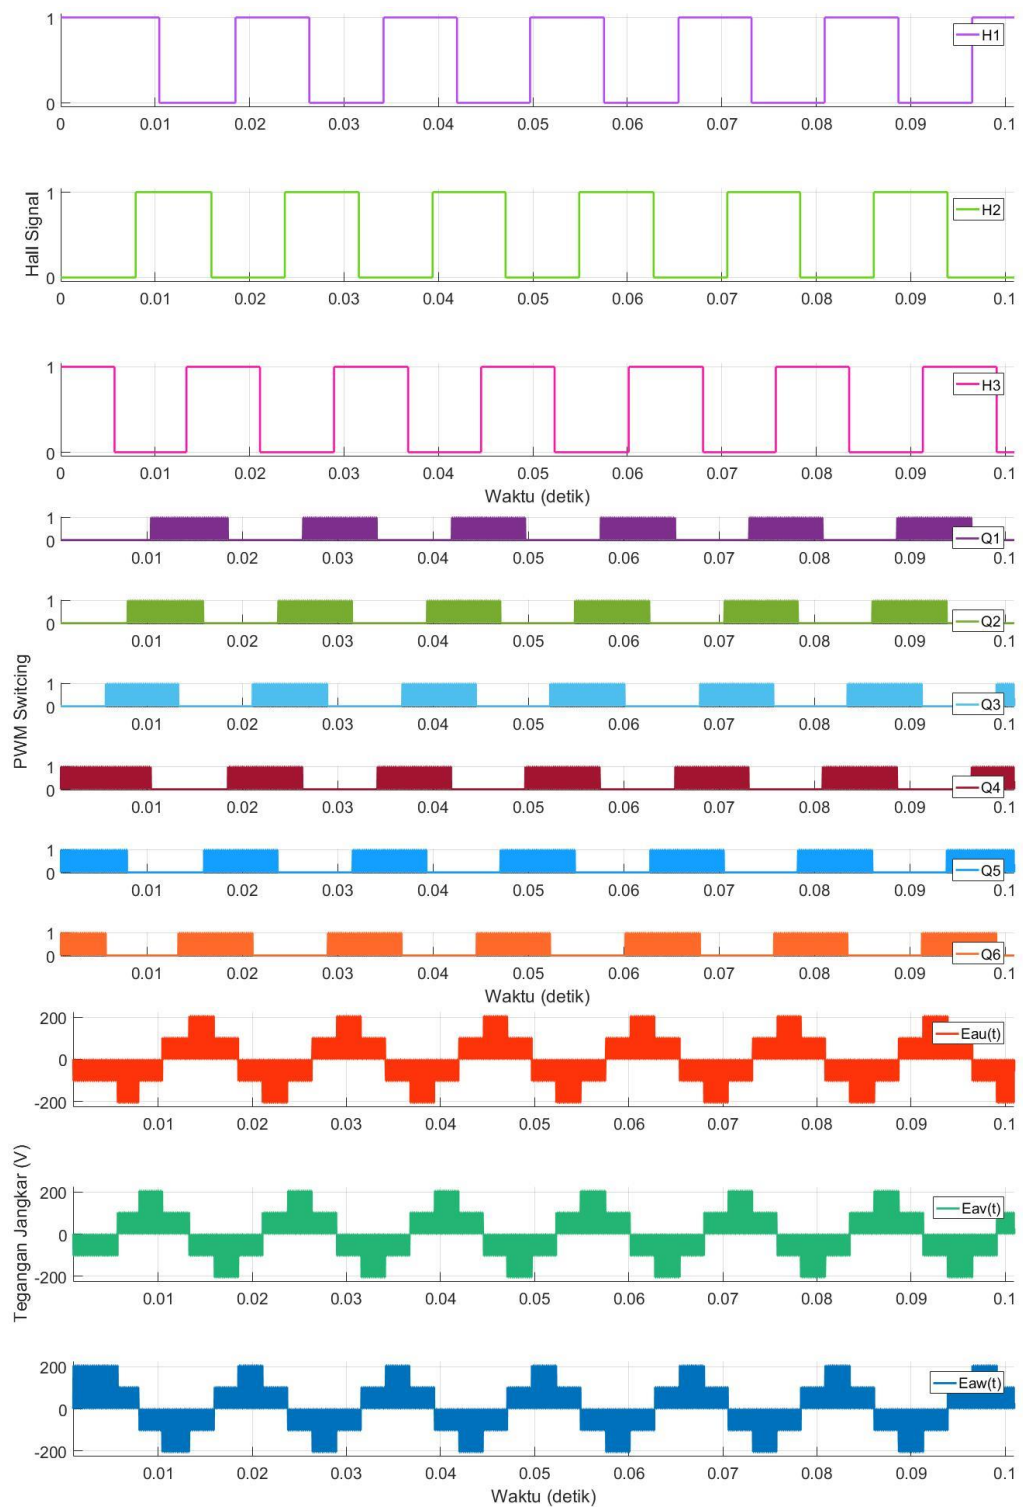 1
0
H1
0 0.01 0.02 0.03 0.04 0.05 0.06 0.07 0.08 0.09 0.1
Hall Signal
1
0
H2
0 0.01 0.02 0.03 0.04 0.05 0.06 0.07 0.08 0.09 0.1
1
0
H3
0 0.01 0.02 0.03 0.04 0.05 0.06 0.07 0.08 0.09 0.1
Waktu (detik)
PWM Switcing
1
0
Q1
0.01 0.02 0.03 0.04 0.05 0.06 0.07 0.08 0.09 0.1
1
0
Q2
0.01 0.02 0.03 0.04 0.05 0.06 0.07 0.08 0.09 0.1
1
0
Q3
0.01 0.02 0.03 0.04 0.05 0.06 0.07 0.08 0.09 0.1
1
0
Q4
0.01 0.02 0.03 0.04 0.05 0.06 0.07 0.08 0.09 0.1
1
0
Q5
0.01 0.02 0.03 0.04 0.05 0.06 0.07 0.08 0.09 0.1
1
0
Q6
0.01 0.02 0.03 0.04 0.05 0.06 0.07 0.08 0.09 0.1
Waktu (detik)
Tegangan Jangkar (V)
200
0
-200
Eau(t)
0.01 0.02 0.03 0.04 0.05 0.06 0.07 0.08 0.09 0.1
200
0
-200
Eav(t)
0.01 0.02 0.03 0.04 0.05 0.06 0.07 0.08 0.09 0.1
200
0
-200
Eaw(t)
0.01 0.02 0.03 0.04 0.05 0.06 0.07 0.08 0.09 0.1
Waktu (detik)